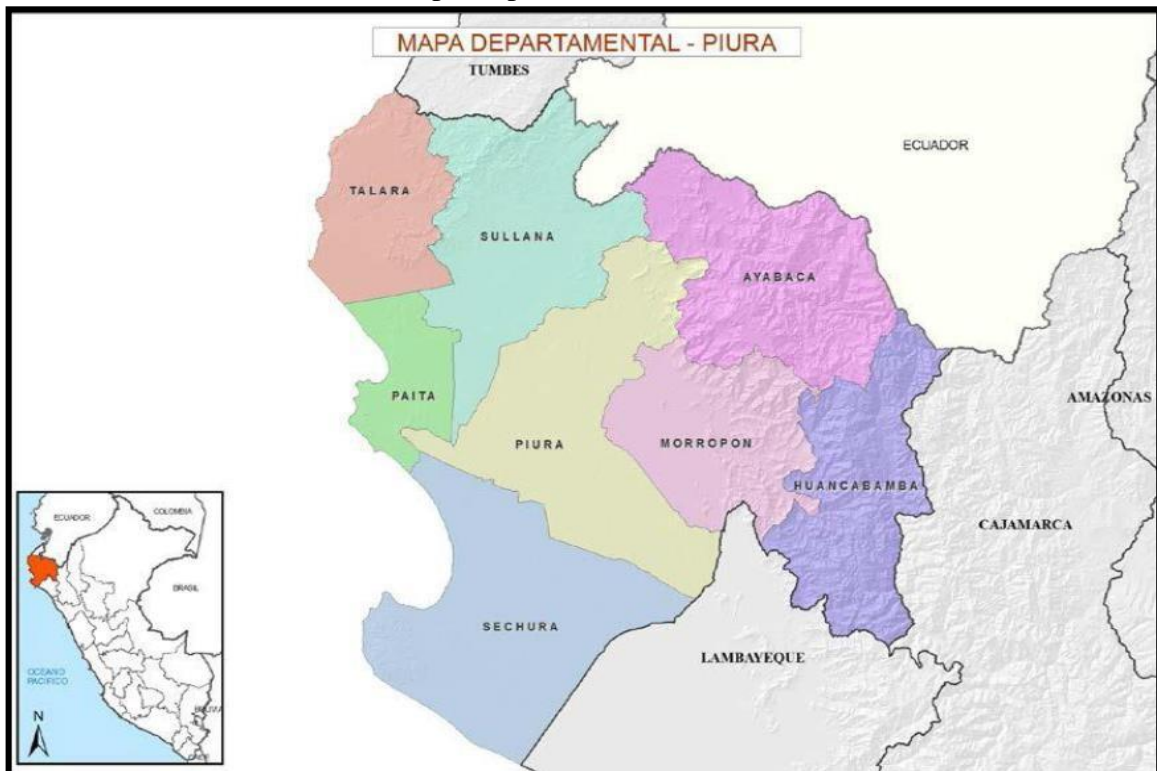 MAPA DEPARTAMENTAL - PIURA
TUMBES
ECUADOR
TALARA
SULLANA
AYABACA
PAITA
PIURA
MORROPON
HUANCABAMBA
AMAZONAS
CAJAMARCA
SECHURA
LAMBAYEQUE
ECUADOR
COLOMBIA
BRASIL
OCEANO
PACIFICO
N